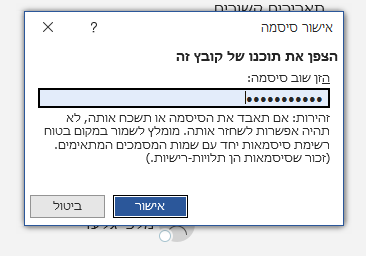 תאריכים קשורים
אישור סיסמה
הצפן את תוכנו של קובץ זה
הזן שוב סיסמה:
זהירות: אם תאבד את הסיסמה או תשכח אותה, לא
תהיה אפשרות לשחזר אותה. מומלץ לשמור במקום בטוח
רשימת סיסמאות יחד עם שמות המסמכים המתאימים.
(זכור שסיסמאות הן תלויות-רישיות.)
אישור
ביטול